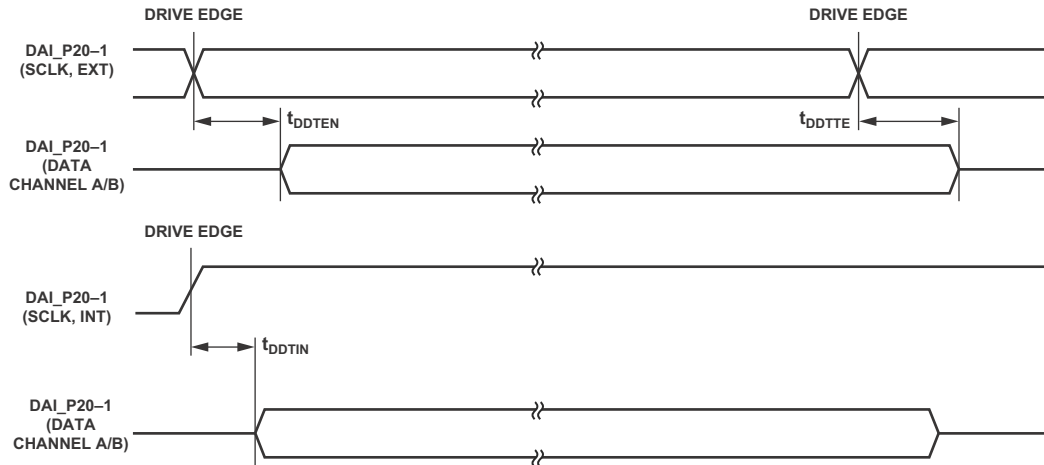 DRIVE EDGE
DRIVE EDGE
DAI_P20–1
(SCLK, EXT)
tDDTEN
tDDTTE
DAI_P20–1
(DATA
CHANNEL A/B)
DRIVE EDGE
DAI_P20–1
(SCLK, INT)
tDDTIN
DAI_P20–1
(DATA
CHANNEL A/B)